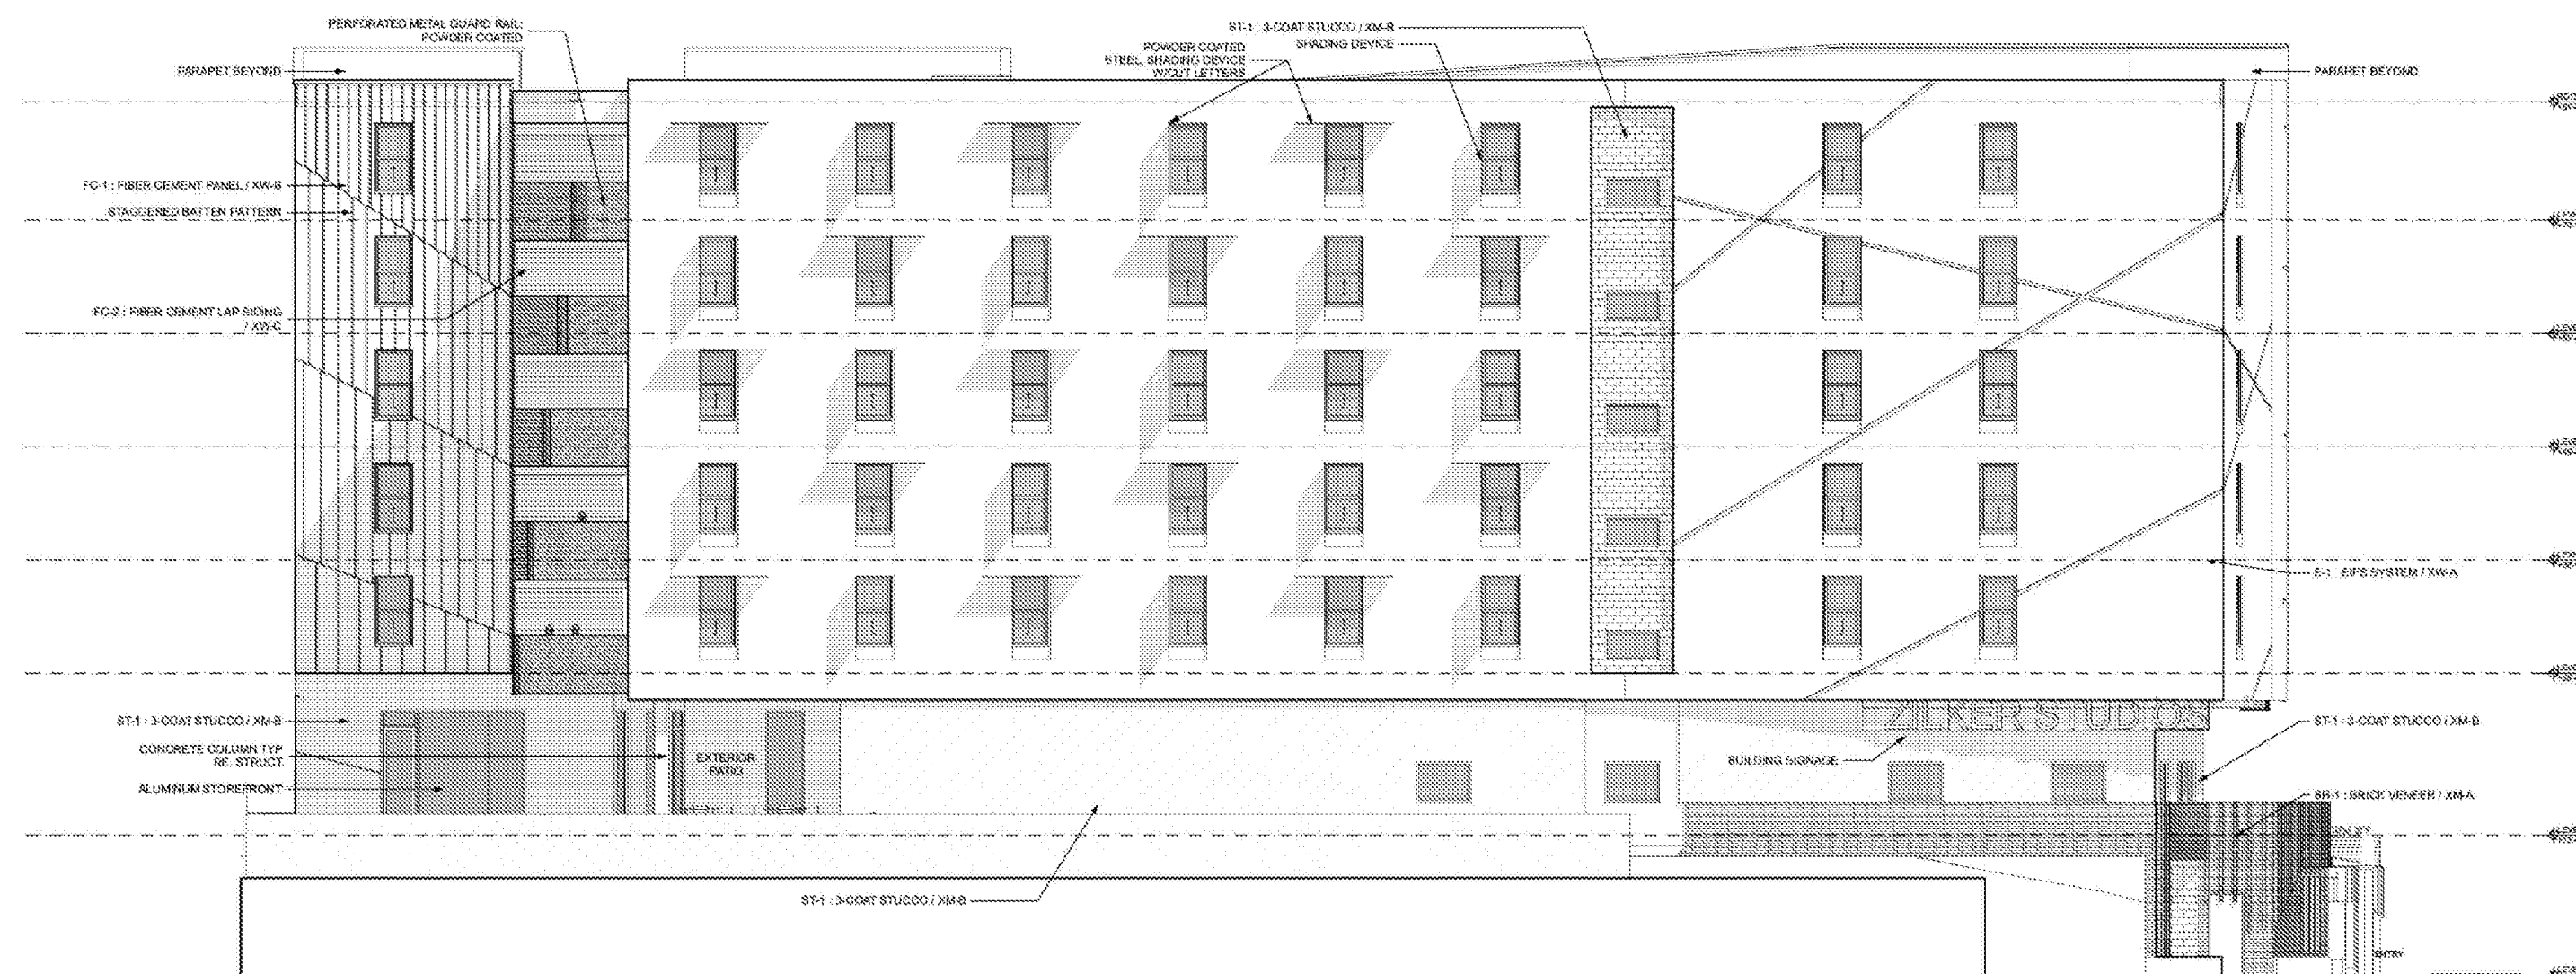 PERFORATED METAL GUARD RAIL:
POWDER COATED
ST-1 : 3-COAT STUCCO / XM-B
SHADING DEVICE
POWDER COATED
STEEL SHADING DEVICE
W/CUT LETTERS
PARAPET BEYOND
PARAPET BEYOND
FC-1 : FIBER CEMENT PANEL / XW-B
STAGGERED BATTEN PATTERN
FC-2 : FIBER CEMENT LAP SIDING
/ XW-C
E-1 : EIFS SYSTEM / XW-A
ST-1 : 3-COAT STUCCO / XM-B
ZILKER STUDIOS
ST-1 : 3-COAT STUCCO / XM-B
CONCRETE COLUMN TYP
RE. STRUCT
EXTERIOR
PATIO
BUILDING SIGNAGE
ALUMINUM STOREFRONT
BR-1 : BRICK VENEER / XM-A
ST-1 : 3-COAT STUCCO / XM-B
ENTRY